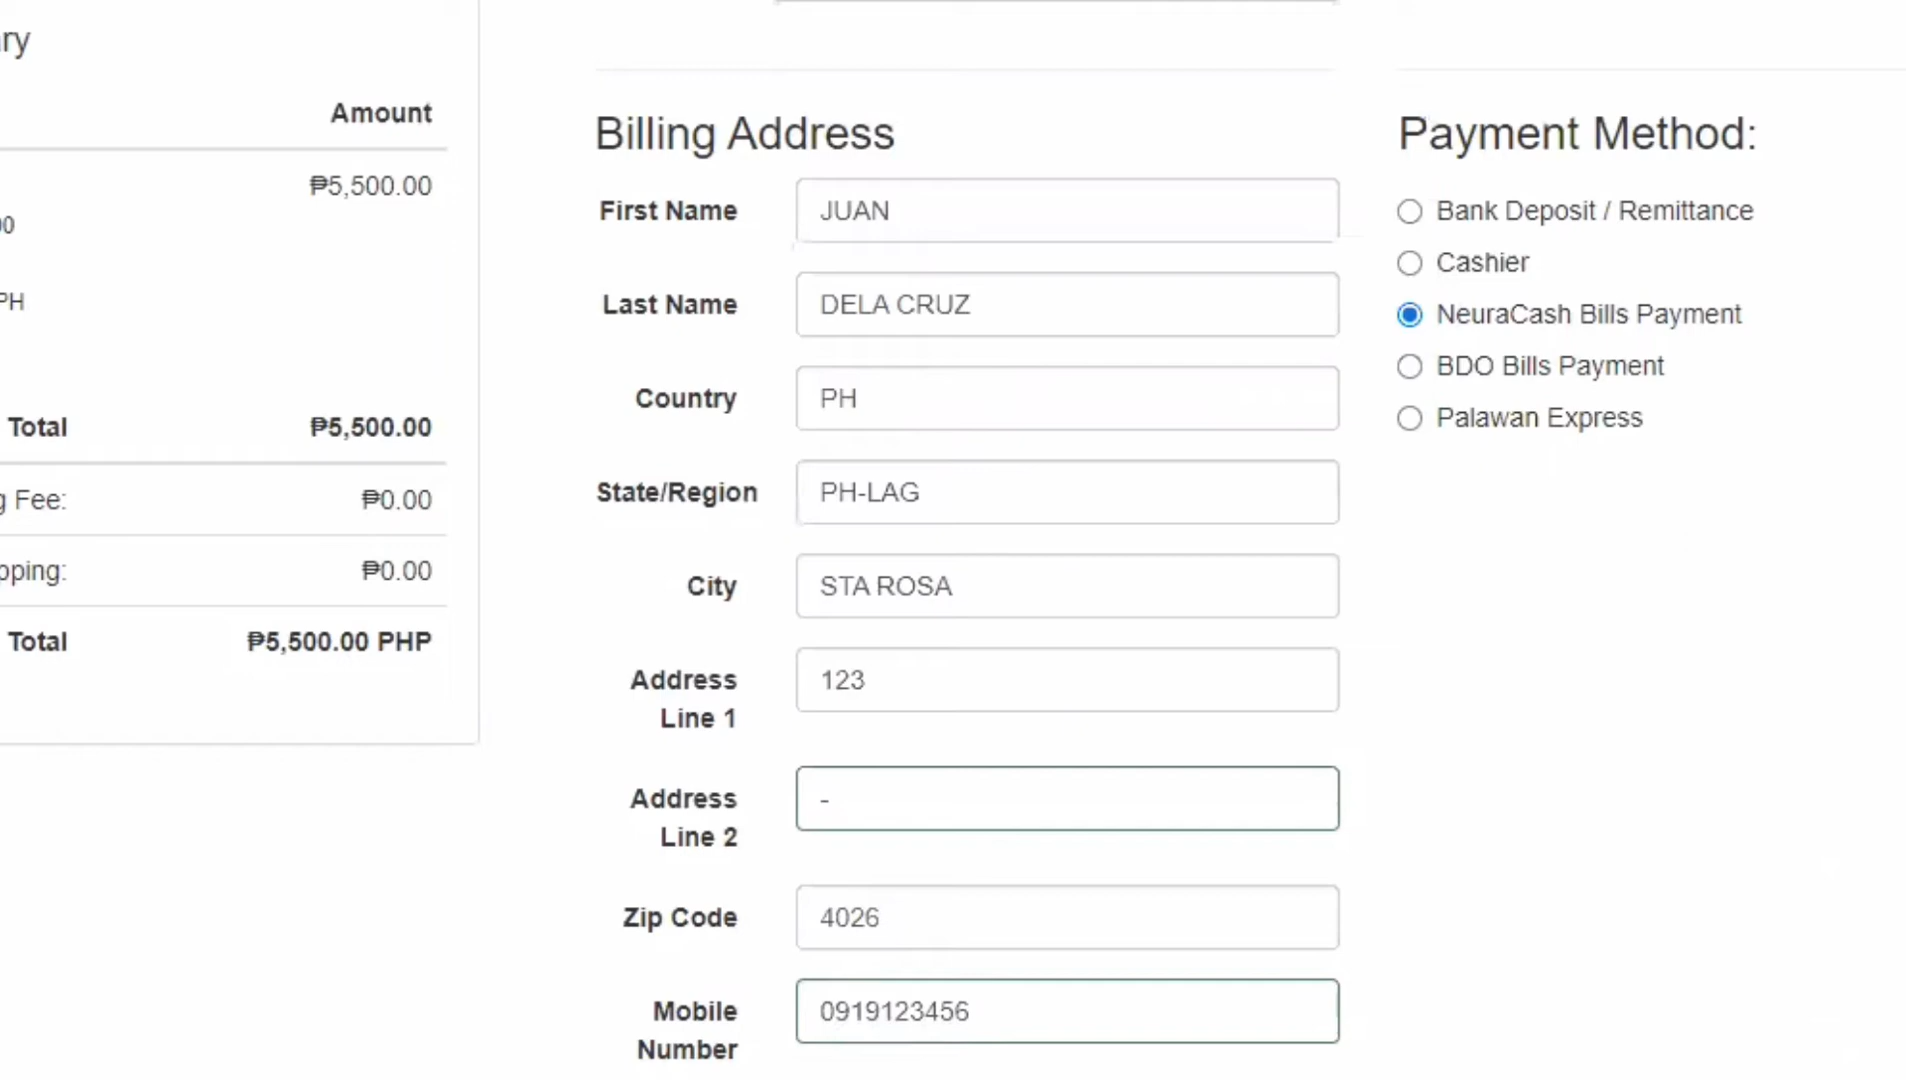 ry
Amount
₱5,500.00
00
PH
Total ₱5,500.00
g Fee: ₱0.00
pping: ₱0.00
Total ₱5,500.00 PHP
Billing Address
First Name JUAN
Last Name DELA CRUZ
Country PH
State/Region PH-LAG
City STA ROSA
Address
Line 1
123
Address
Line 2
-
Zip Code 4026
Mobile
Number
0919123456
Payment Method:
Bank Deposit / Remittance
Cashier
NeuraCash Bills Payment
BDO Bills Payment
Palawan Express